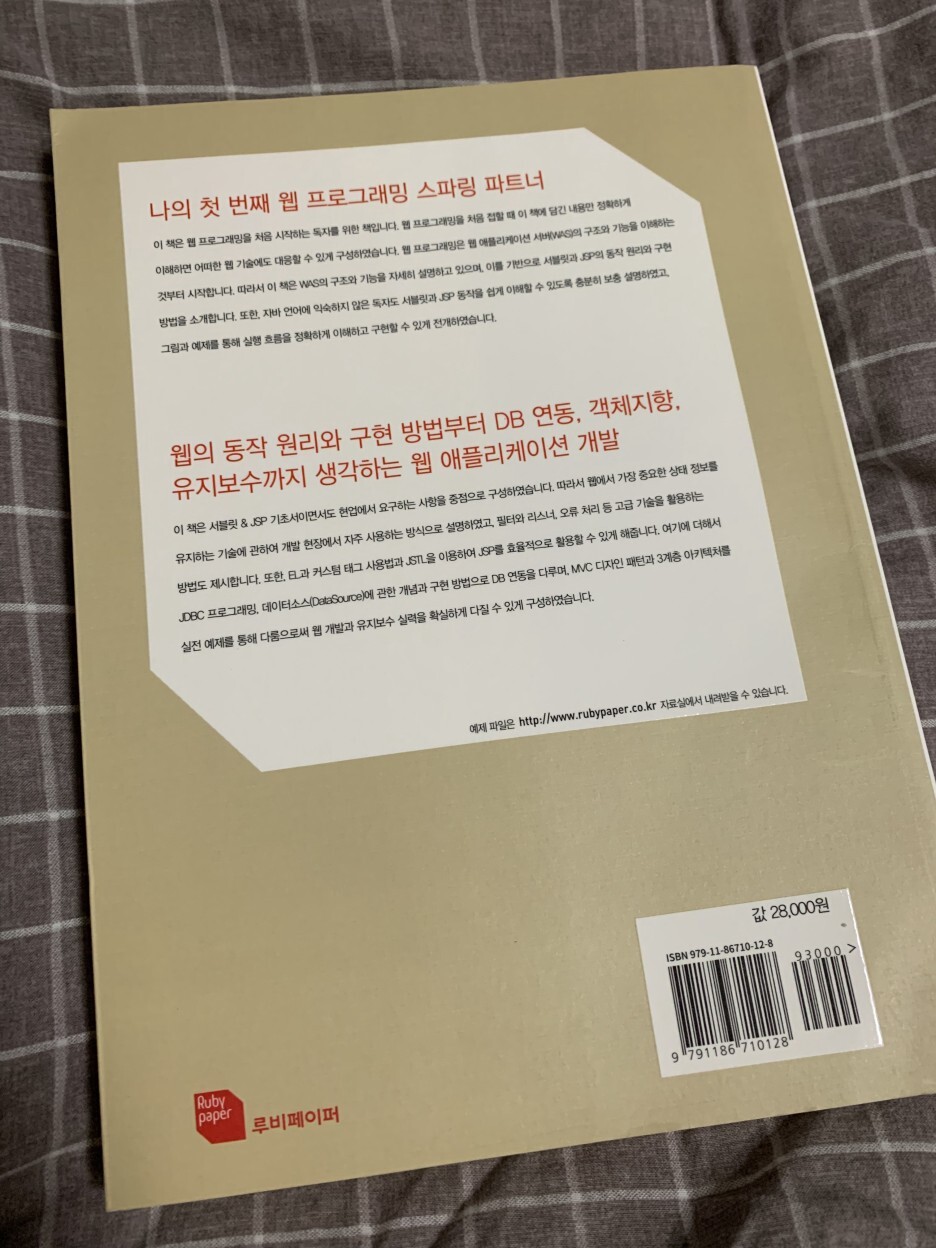 나의 첫 번째 웹 프로그래밍 스파링 파트너
이 책은 웹 프로그래밍을 처음 시작하는 독자를 위한 책입니다. 웹 프로그래밍을 처음 접할 때 이 책에 담긴 내용만 정확하게
이해하면 어떠한 웹 기술에도 대응할 수 있게 구성하였습니다. 웹 프로그래밍은 웹 애플리케이션 서버(WAS)의 구조와 기능을 이해하는
것부터 시작합니다. 따라서 이 책은 WAS의 구조와 기능을 자세히 설명하고 있으며, 이를 기반으로 서블릿과 JSP의 동작 원리와 구현
방법을 소개합니다. 또한, 자바 언어에 익숙하지 않은 독자도 서블릿과 JSP 동작을 쉽게 이해할 수 있도록 충분히 보충 설명하였고,
그림과 예제를 통해 실행 흐름을 정확하게 이해하고 구현할 수 있게 전개하였습니다.
웹의 동작 원리와 구현 방법부터 DB 연동, 객체지향,
유지보수까지 생각하는 웹 애플리케이션 개발
이 책은 서블릿 & JSP 기초서이면서도 현업에서 요구하는 사항을 중점으로 구성하였습니다. 따라서 웹에서 가장 중요한 상태 정보를
유지하는 기술에 관하여 개발 현장에서 자주 사용하는 방식으로 설명하였고, 필터와 리스너, 오류 처리 등 고급 기술을 활용하는
방법도 제시합니다. 또한, EL과 커스텀 태그 사용법과 JSTL을 이용하여 JSP를 효율적으로 활용할 수 있게 해줍니다. 여기에 더해서
JDBC 프로그래밍, 데이터소스(DataSource)에 관한 개념과 구현 방법으로 DB 연동을 다루며, MVC 디자인 패턴과 3계층 아키텍처를
실전 예제를 통해 다룸으로써 웹 개발과 유지보수 실력을 확실하게 다질 수 있게 구성하였습니다.
예제 파일은 http://www.rubypaper.co.kr 자료실에서 내려받을 수 있습니다.
값 28,000원
ISBN 979-11-86710-12-8
93000 >
9 791186 710128
Ruby
paper
루비페이퍼